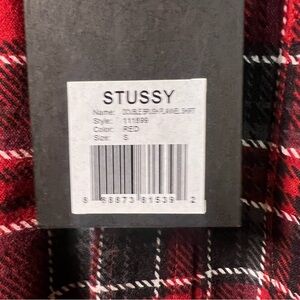 STUSSY
Name: DOUBLE BRUSH FLANNEL SHIRT
Style: 111899
Color: RED
Size: S
8 88873 81539 2